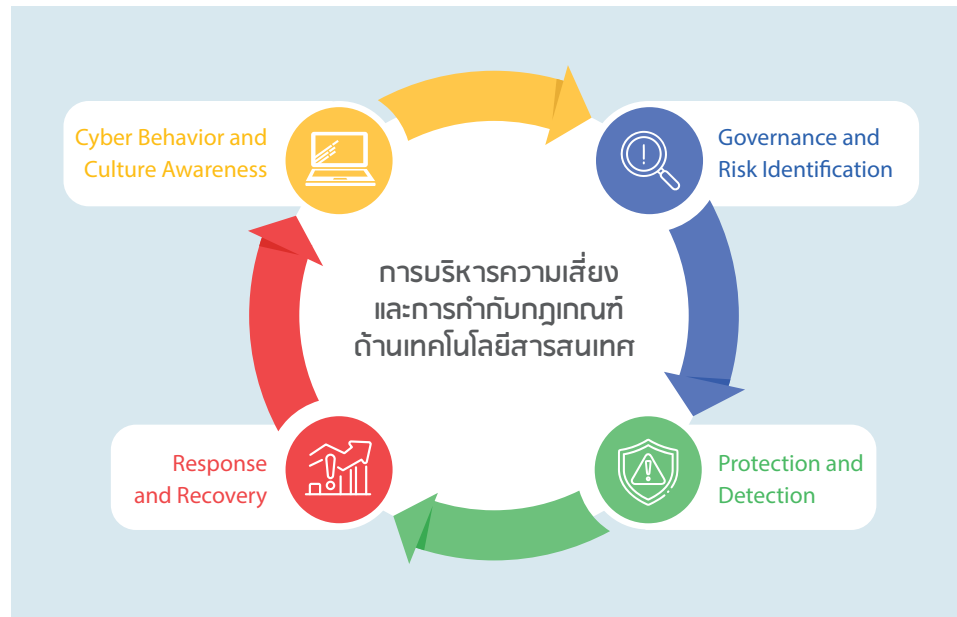 Cyber Behavior and
Culture Awareness
Governance and
Risk Identification
การบริหารความเสี่ยง
และการกำกับกฎเกณฑ์
ด้านเทคโนโลยีสารสนเทศ
Response
and Recovery
Protection and
Detection